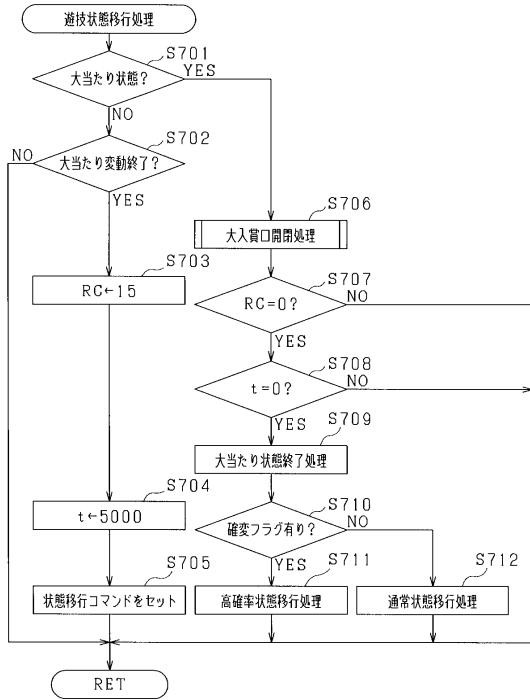 遊技状態移行処理
S701
大当たり状態?
YES
NO
S702
大当たり変動終了?
NO
YES
S703
RC←15
S704
t←5000
S705
状態移行コマンドをセット
S706
大入賞口開閉処理
S707
RC=0?
NO
YES
S708
t=0?
NO
YES
S709
大当たり状態終了処理
S710
確変フラグ有り?
NO
YES
S711
高確率状態移行処理
S712
通常状態移行処理
RET